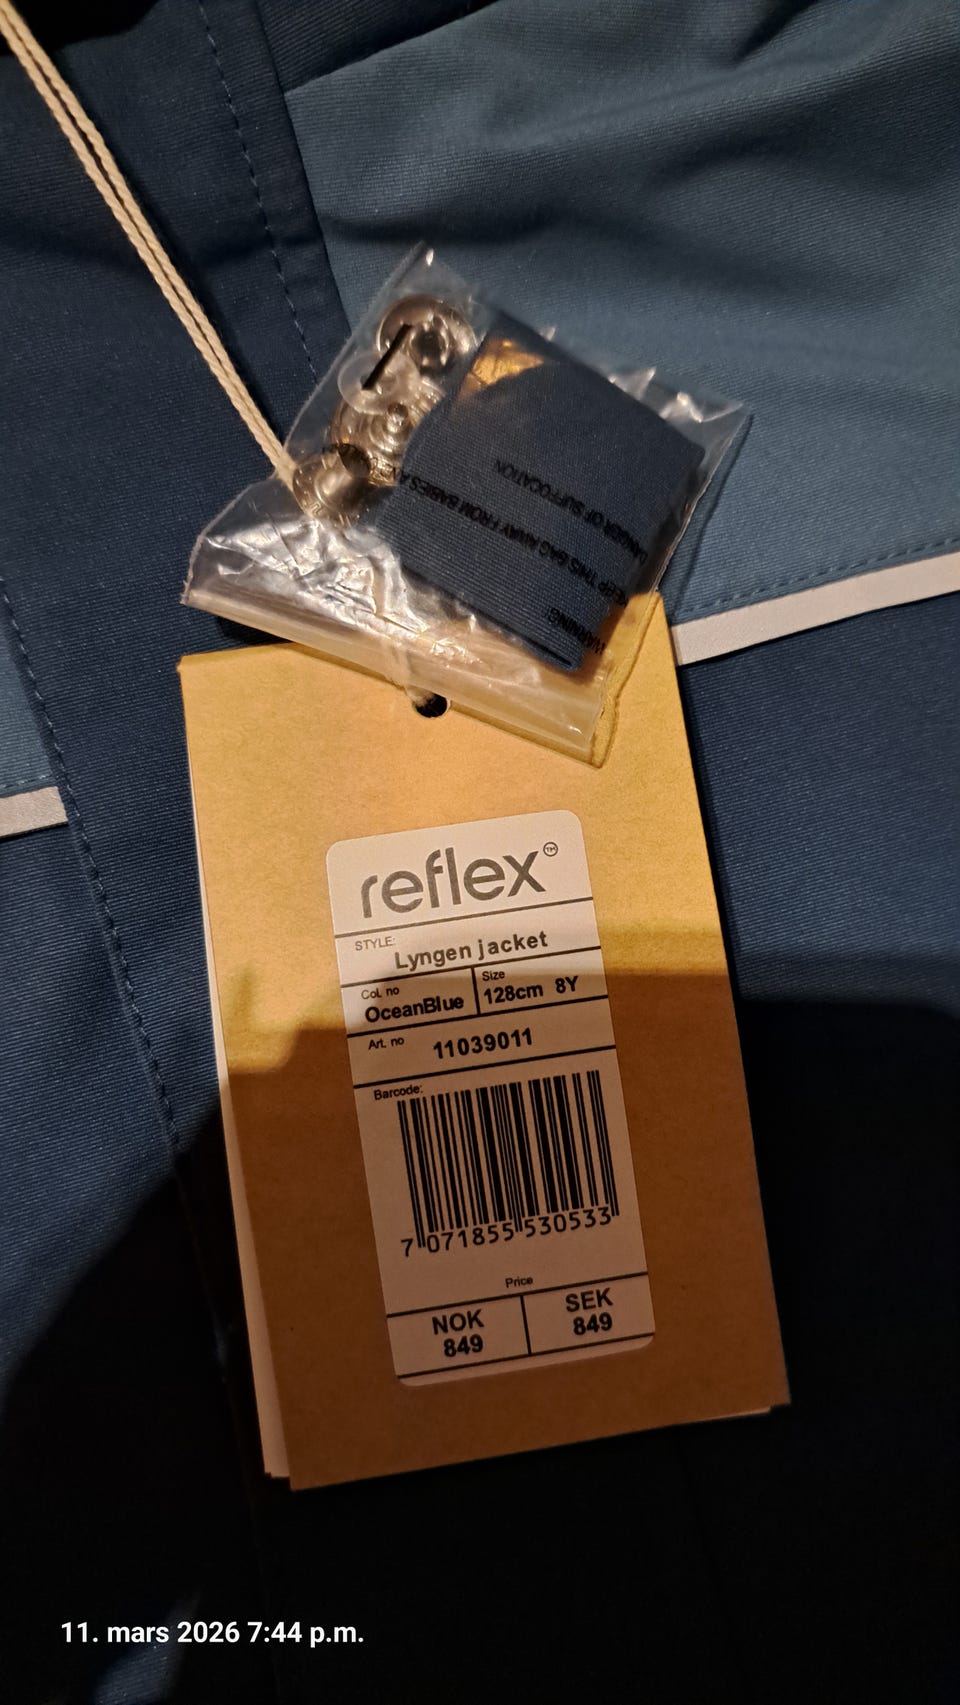 WARNING:
KEEP THIS BAG AWAY FROM BABIES AND
DANGER OF SUFFOCATION
reflex™
STYLE:
Lyngen jacket
Col. no
OceanBlue
Size
128cm 8Y
Art. no 11039011
Barcode:
7 071855 530533
Price
NOK
849
SEK
849
11. mars 2026 7:44 p.m.